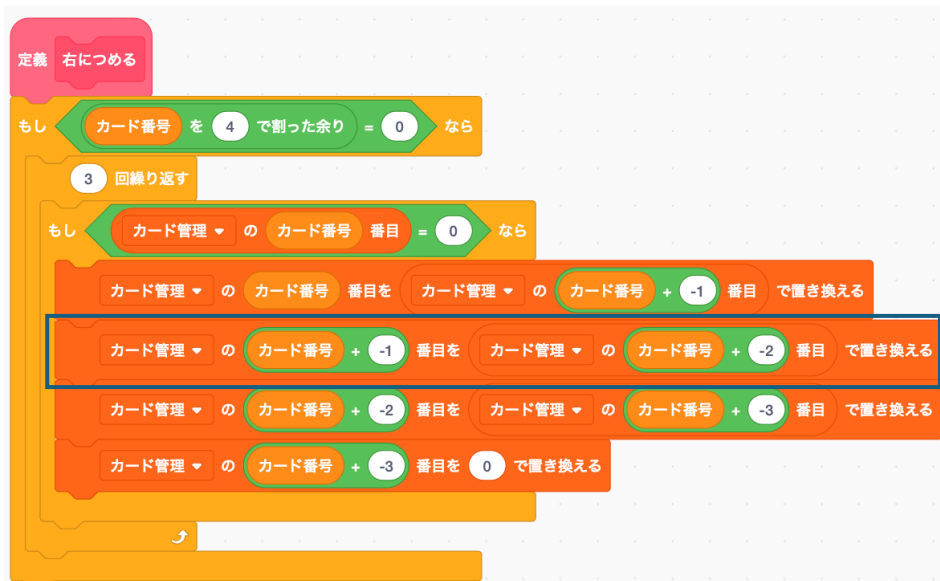 定義 右につめる
もし カード番号 を 4 で割った余り = 0 なら
3 回繰り返す
もし カード管理 の カード番号 番目 = 0 なら
カード管理 の カード番号 番目を カード管理 の カード番号 + -1 番目 で置き換える
カード管理 の カード番号 + -1 番目を カード管理 の カード番号 + -2 番目 で置き換える
カード管理 の カード番号 + -2 番目を カード管理 の カード番号 + -3 番目 で置き換える
カード管理 の カード番号 + -3 番目を 0 で置き換える